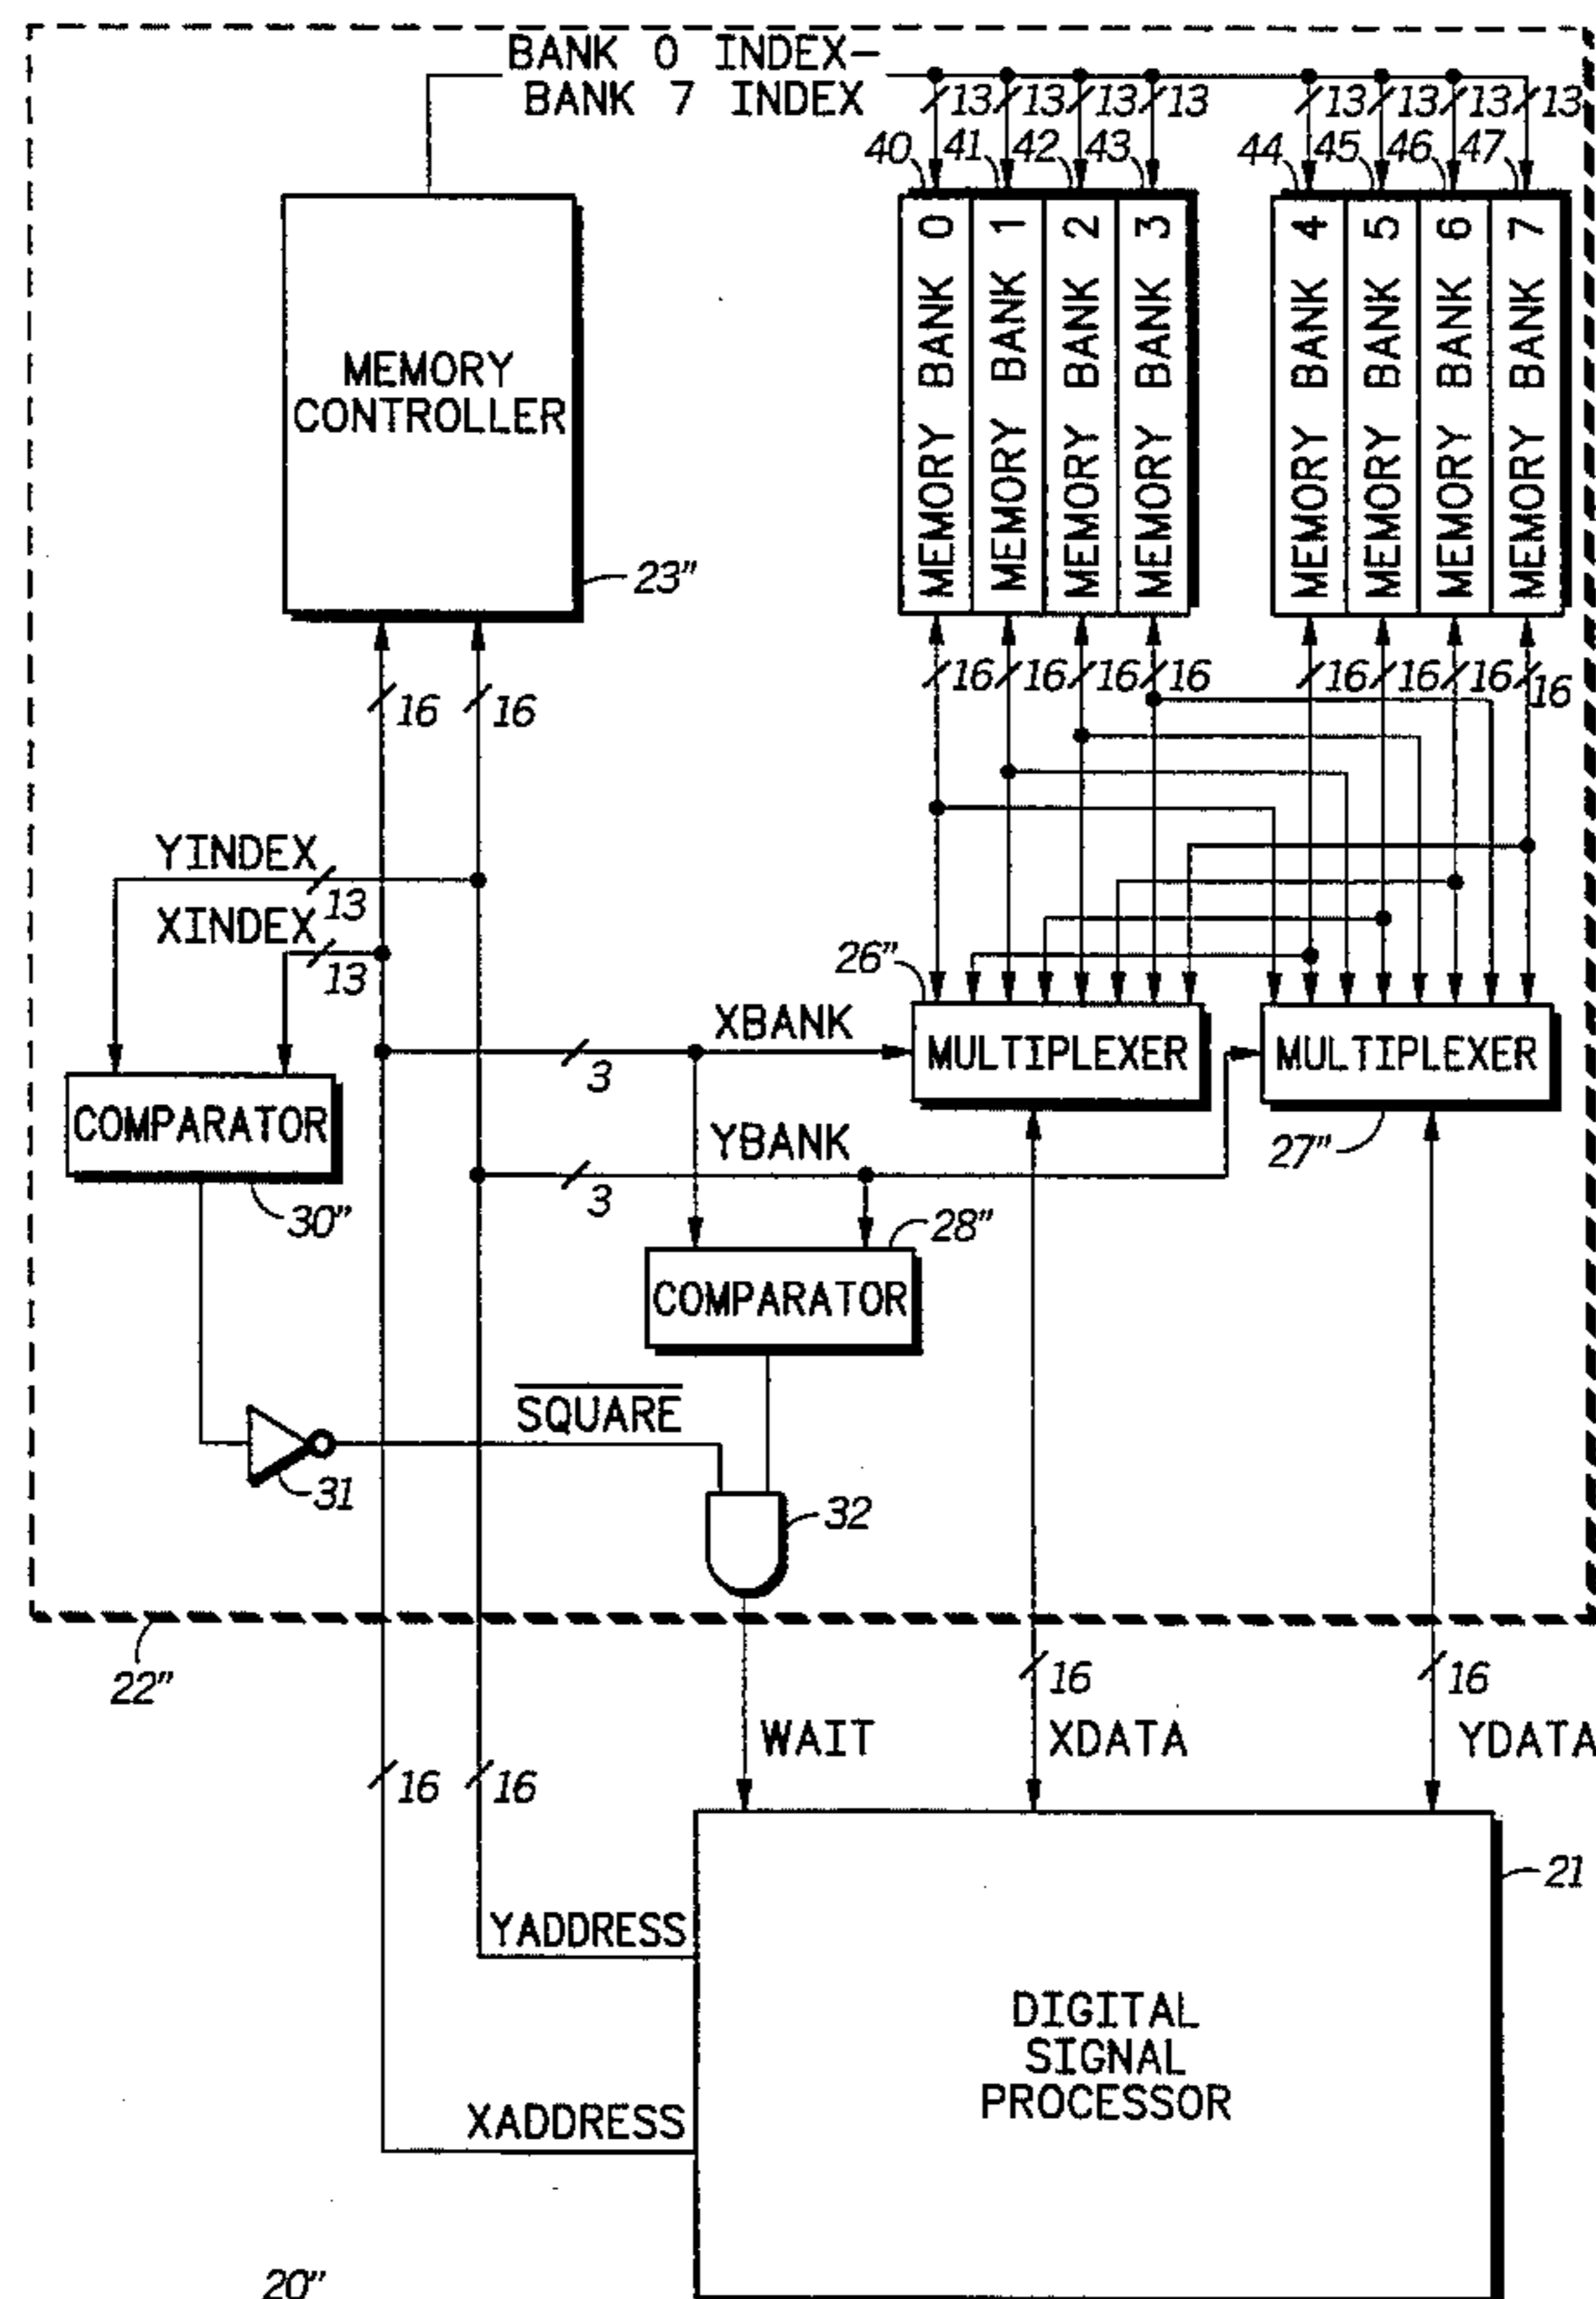 BANK 0 INDEX-
BANK 7 INDEX
13 13 13 13 13 13 13 13
40 41 42 43 44 45 46 47
MEMORY
CONTROLLER
23"
MEMORY BANK 0
MEMORY BANK 1
MEMORY BANK 2
MEMORY BANK 3
MEMORY BANK 4
MEMORY BANK 5
MEMORY BANK 6
MEMORY BANK 7
16 16 16 16 16 16 16 16
16 16
YINDEX
13
XINDEX
13
26"
XBANK
3
MULTIPLEXER
MULTIPLEXER
27"
COMPARATOR
30"
YBANK
3
28"
COMPARATOR
SQUARE
31
32
22"
16
16
WAIT
XDATA
YDATA
16 16
21
YADDRESS
DIGITAL
SIGNAL
PROCESSOR
XADDRESS
20"